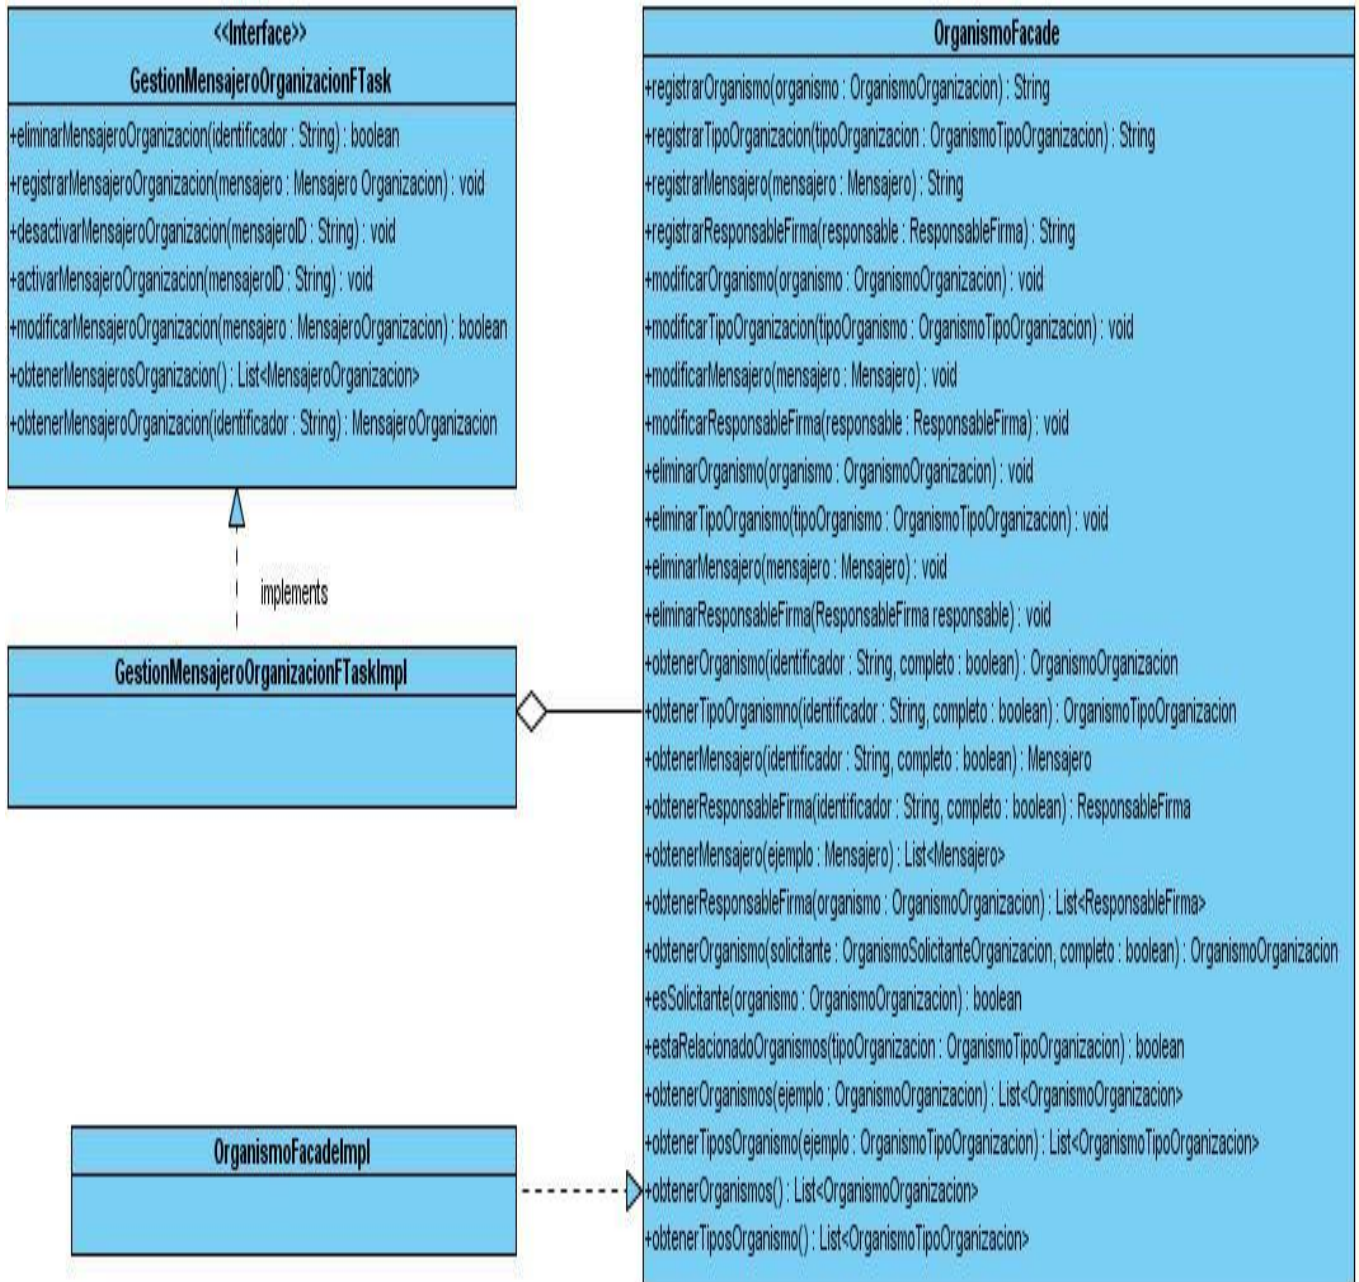 <<Interface>>
GestionMensajeroOrganizacionFTask
+eliminarMensajeroOrganizacion(identificador : String) : boolean
+registrarMensajeroOrganizacion(mensajero : Mensajero Organizacion) : void
+desactivarMensajeroOrganizacion(mensajeroID : String) : void
+activarMensajeroOrganizacion(mensajeroID : String) : void
+modificarMensajeroOrganizacion(mensajero : MensajeroOrganizacion) : boolean
+obtenerMensajerosOrganizacion() : List<MensajeroOrganizacion>
+obtenerMensajeroOrganizacion(identificador : String) : MensajeroOrganizacion
implements
GestionMensajeroOrganizacionFTaskImpl
OrganismoFacade
+registrarOrganismo(organismo : OrganismoOrganizacion) : String
+registrarTipoOrganizacion(tipoOrganizacion : OrganismoTipoOrganizacion) : String
+registrarMensajero(mensajero : Mensajero) : String
+registrarResponsableFirma(responsable : ResponsableFirma) : String
+modificarOrganismo(organismo : OrganismoOrganizacion) : void
+modificarTipoOrganizacion(tipoOrganismo : OrganismoTipoOrganizacion) : void
+modificarMensajero(mensajero : Mensajero) : void
+modificarResponsableFirma(responsable : ResponsableFirma) : void
+eliminarOrganismo(organismo : OrganismoOrganizacion) : void
+eliminarTipoOrganismo(tipoOrganismo : OrganismoTipoOrganizacion) : void
+eliminarMensajero(mensajero : Mensajero) : void
+eliminarResponsableFirma(ResponsableFirma responsable) : void
+obtenerOrganismo(identificador : String, completo : boolean) : OrganismoOrganizacion
+obtenerTipoOrganismno(identificador : String, completo : boolean) : OrganismoTipoOrganizacion
+obtenerMensajero(identificador : String, completo : boolean) : Mensajero
+obtenerResponsableFirma(identificador : String, completo : boolean) : ResponsableFirma
+obtenerMensajero(ejemplo : Mensajero) : List<Mensajero>
+obtenerResponsableFirma(organismo : OrganismoOrganizacion) : List<ResponsableFirma>
+obtenerOrganismo(solicitante : OrganismoSolicitanteOrganizacion, completo : boolean) : OrganismoOrganizacion
+esSolicitante(organismo : OrganismoOrganizacion) : boolean
+estaRelacionadoOrganismos(tipoOrganizacion : OrganismoTipoOrganizacion) : boolean
+obtenerOrganismos(ejemplo : OrganismoOrganizacion) : List<OrganismoOrganizacion>
+obtenerTiposOrganismo(ejemplo : OrganismoTipoOrganizacion) : List<OrganismoTipoOrganizacion>
+obtenerOrganismos() : List<OrganismoOrganizacion>
+obtenerTiposOrganismo() : List<OrganismoTipoOrganizacion>
OrganismoFacadeImpl